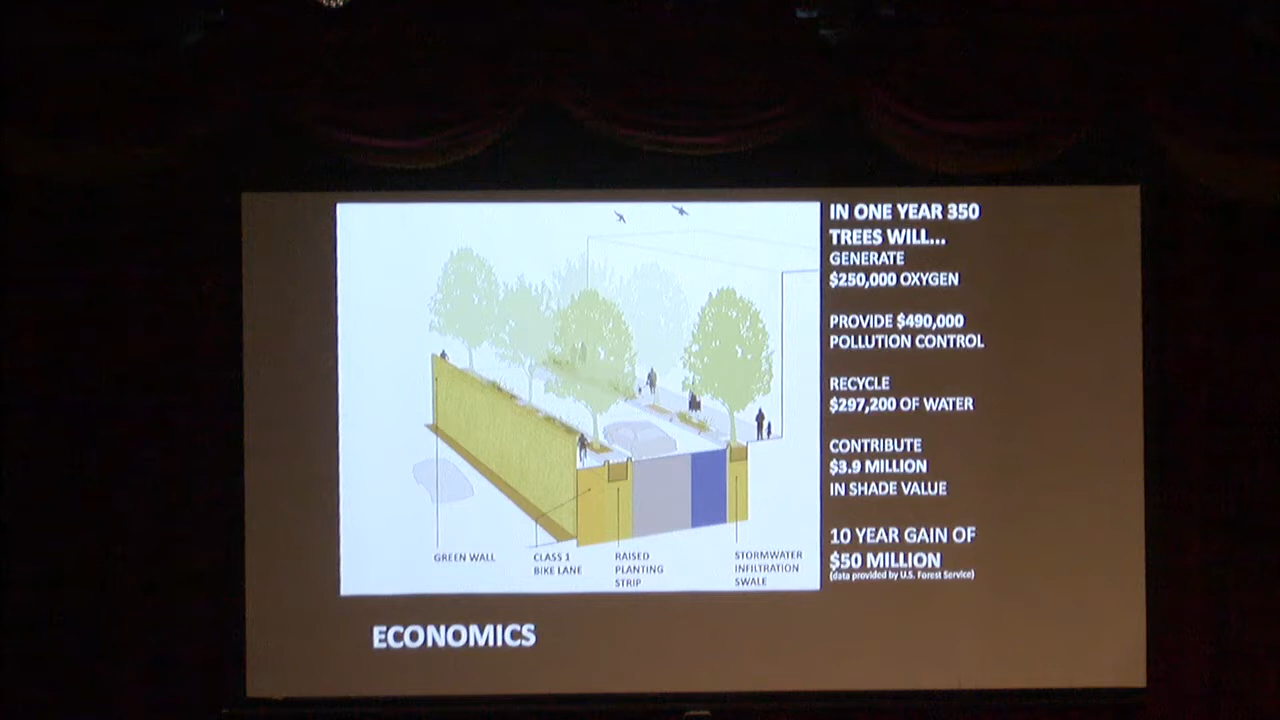 IN ONE YEAR 350
TREES WILL...
GENERATE
$250,000 OXYGEN
PROVIDE $490,000
POLLUTION CONTROL
RECYCLE
$297,200 OF WATER
CONTRIBUTE
$3.9 MILLION
IN SHADE VALUE
10 YEAR GAIN OF
$50 MILLION
(data provided by U.S. Forest Service)
GREEN WALL
CLASS 1
BIKE LANE
RAISED
PLANTING
STRIP
STORMWATER
INFILTRATION
SWALE
ECONOMICS